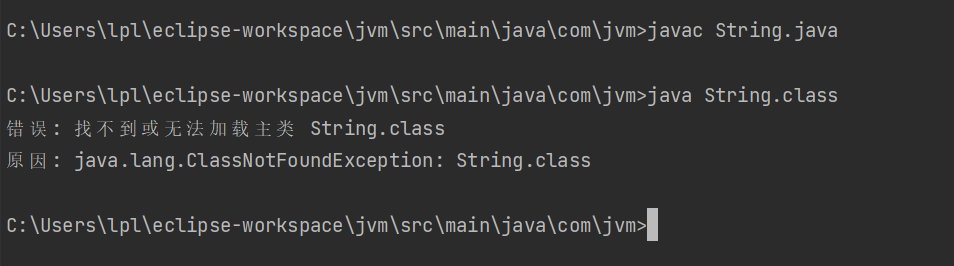 C:\Users\lpl\eclipse-workspace\jvm\src\main\java\com\jvm>javac String.java
C:\Users\lpl\eclipse-workspace\jvm\src\main\java\com\jvm>java String.class
错误: 找不到或无法加载主类 String.class
原因: java.lang.ClassNotFoundException: String.class
C:\Users\lpl\eclipse-workspace\jvm\src\main\java\com\jvm>